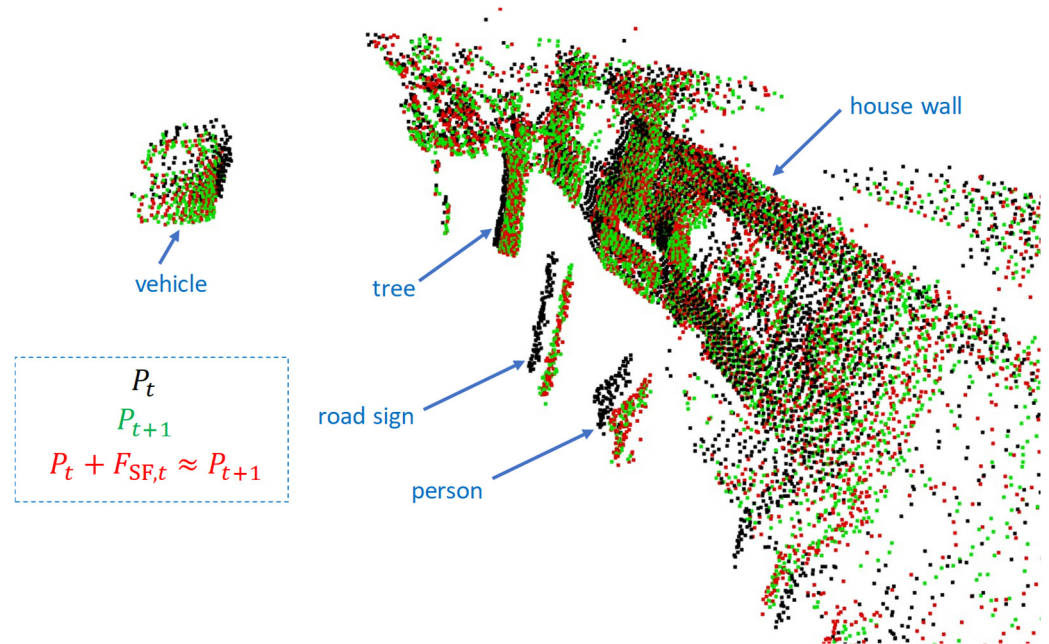 house wall
vehicle
tree
road sign
person
P_t
P_{t+1}
P_t + F_{SF,t} ≈ P_{t+1}